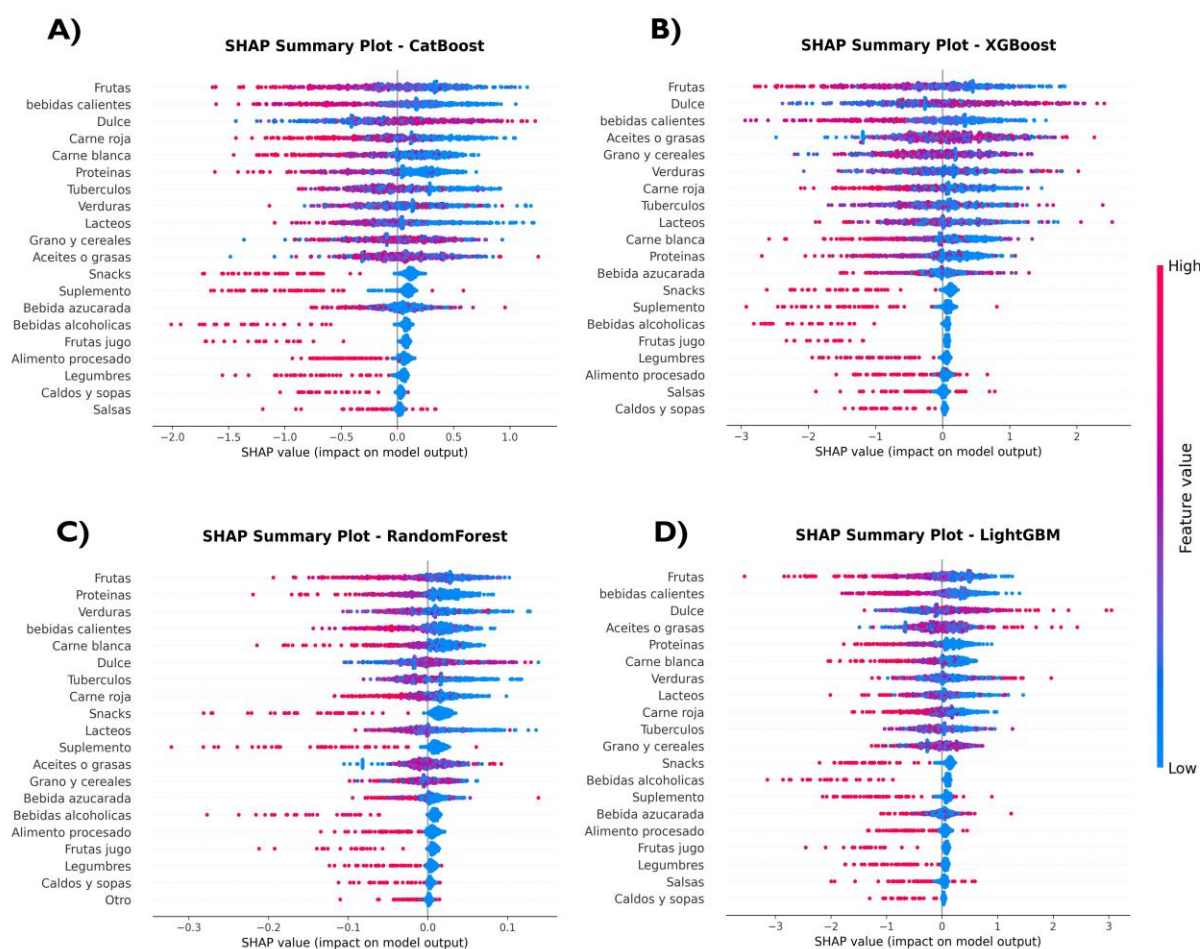 A)
SHAP Summary Plot - CatBoost
Frutas
bebidas calientes
Dulce
Carne roja
Carne blanca
Proteinas
Tuberculos
Verduras
Lacteos
Grano y cereales
Aceites o grasas
Snacks
Suplemento
Bebida azucarada
Bebidas alcoholicas
Frutas jugo
Alimento procesado
Legumbres
Caldos y sopas
Salsas
−2.0 −1.5 −1.0 −0.5 0.0 0.5 1.0
SHAP value (impact on model output)
B)
SHAP Summary Plot - XGBoost
Frutas
Dulce
bebidas calientes
Aceites o grasas
Grano y cereales
Verduras
Carne roja
Tuberculos
Lacteos
Carne blanca
Proteinas
Bebida azucarada
Snacks
Suplemento
Bebidas alcoholicas
Frutas jugo
Legumbres
Alimento procesado
Salsas
Caldos y sopas
−3 −2 −1 0 1 2
SHAP value (impact on model output)
High
Feature value
Low
C)
SHAP Summary Plot - RandomForest
Frutas
Proteinas
Verduras
bebidas calientes
Carne blanca
Dulce
Tuberculos
Carne roja
Snacks
Lacteos
Suplemento
Aceites o grasas
Grano y cereales
Bebida azucarada
Bebidas alcoholicas
Alimento procesado
Frutas jugo
Legumbres
Caldos y sopas
Otro
−0.3 −0.2 −0.1 0.0 0.1
SHAP value (impact on model output)
D)
SHAP Summary Plot - LightGBM
Frutas
bebidas calientes
Dulce
Aceites o grasas
Proteinas
Carne blanca
Verduras
Lacteos
Carne roja
Tuberculos
Grano y cereales
Snacks
Bebidas alcoholicas
Suplemento
Bebida azucarada
Alimento procesado
Frutas jugo
Legumbres
Salsas
Caldos y sopas
−3 −2 −1 0 1 2 3
SHAP value (impact on model output)